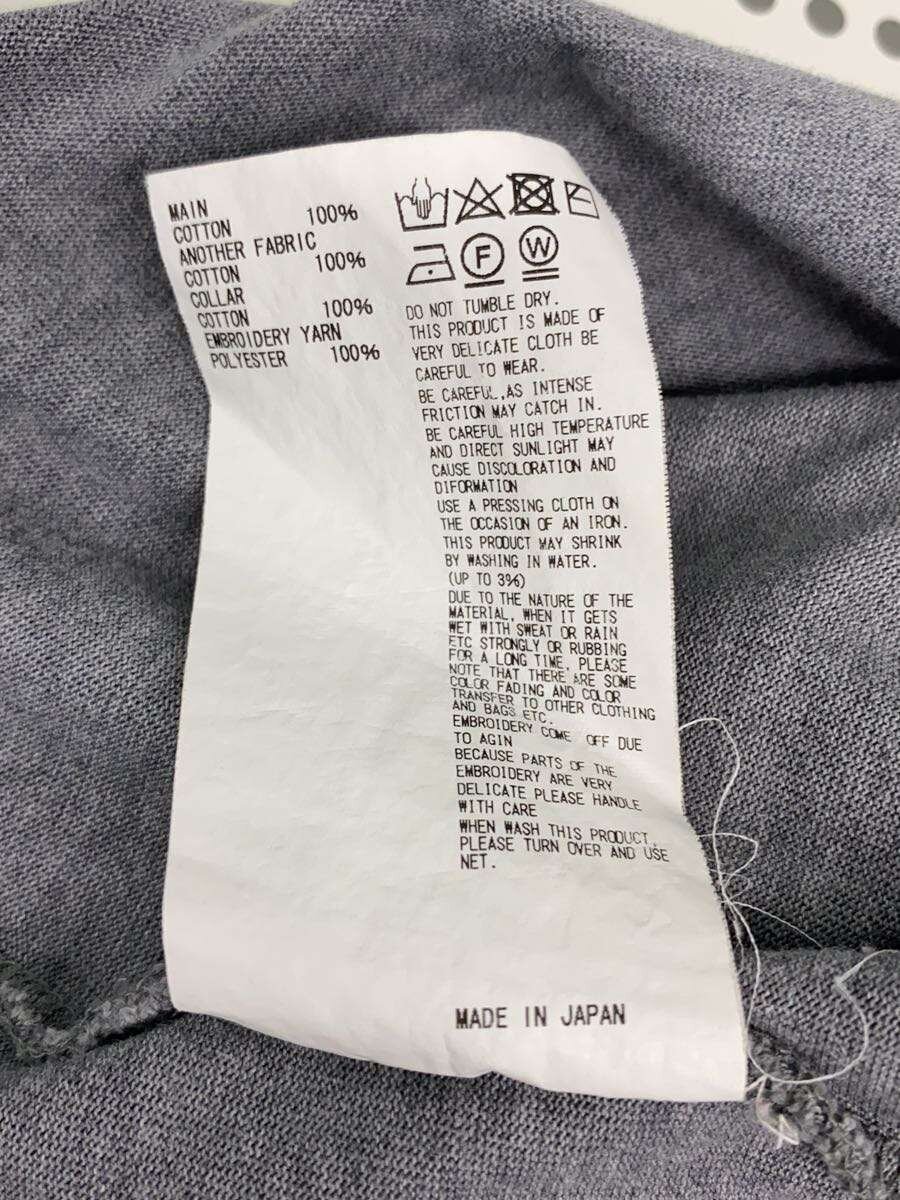 MAIN
COTTON 100%
ANOTHER FABRIC
COTTON 100%
COLLAR
COTTON 100%
EMBROIDERY YARN
POLYESTER 100%
F
W
DO NOT TUMBLE DRY.
THIS PRODUCT IS MADE OF
VERY DELICATE CLOTH BE
CAREFUL TO WEAR.
BE CAREFUL,AS INTENSE
FRICTION MAY CATCH IN.
BE CAREFUL HIGH TEMPERATURE
AND DIRECT SUNLIGHT MAY
CAUSE DISCOLORATION AND
DIFORMATION
USE A PRESSING CLOTH ON
THE OCCASION OF AN IRON.
THIS PRODUCT MAY SHRINK
BY WASHING IN WATER.
(UP TO 3%)
DUE TO THE NATURE OF THE
MATERIAL, WHEN IT GETS
WET WITH SWEAT OR RAIN
ETC STRONGLY OR RUBBING
FOR A LONG TIME, PLEASE
NOTE THAT THERE ARE SOME
COLOR FADING AND COLOR
TRANSFER TO OTHER CLOTHING
AND BAGS ETC.
EMBROIDERY COME OFF DUE
TO AGIN
BECAUSE PARTS OF THE
EMBROIDERY ARE VERY
DELICATE PLEASE HANDLE
WITH CARE
WHEN WASH THIS PRODUCT,
PLEASE TURN OVER AND USE
NET.
MADE IN JAPAN